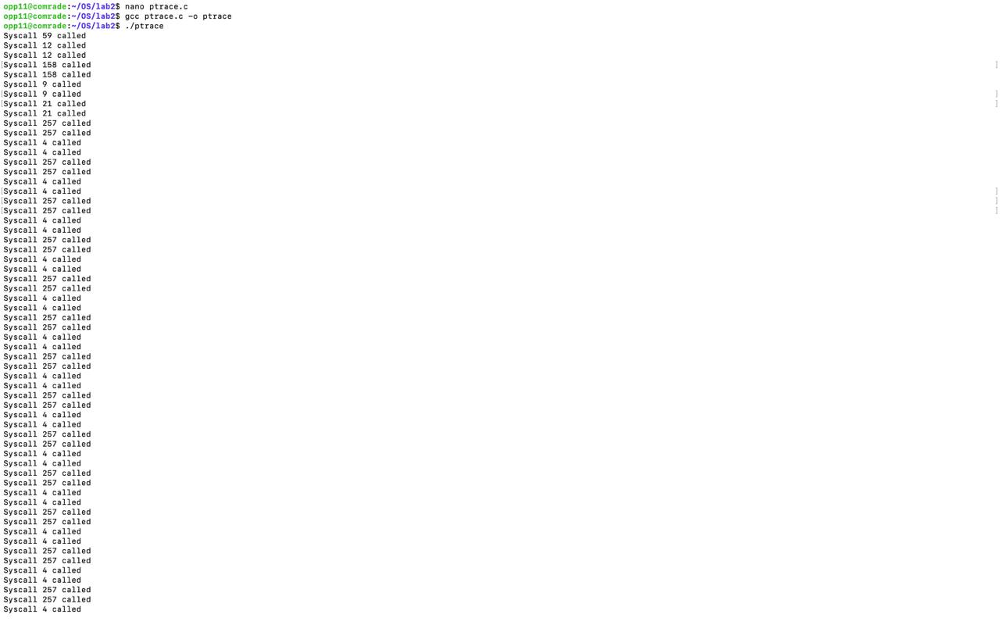 opp11@comrade:~/OS/lab2$ nano ptrace.c
opp11@comrade:~/OS/lab2$ gcc ptrace.c -o ptrace
opp11@comrade:~/OS/lab2$ ./ptrace
Syscall 59 called
Syscall 12 called
Syscall 12 called
[Syscall 158 called ]
Syscall 158 called
Syscall 9 called
[Syscall 9 called ]
[Syscall 21 called ]
Syscall 21 called
Syscall 257 called
Syscall 257 called
Syscall 4 called
Syscall 4 called
Syscall 257 called
Syscall 257 called
Syscall 4 called
[Syscall 4 called ]
[Syscall 257 called ]
[Syscall 257 called ]
Syscall 4 called
Syscall 4 called
Syscall 257 called
Syscall 257 called
Syscall 4 called
Syscall 4 called
Syscall 257 called
Syscall 257 called
Syscall 4 called
Syscall 4 called
Syscall 257 called
Syscall 257 called
Syscall 4 called
Syscall 4 called
Syscall 257 called
Syscall 257 called
Syscall 4 called
Syscall 4 called
Syscall 257 called
Syscall 257 called
Syscall 4 called
Syscall 4 called
Syscall 257 called
Syscall 257 called
Syscall 4 called
Syscall 4 called
Syscall 257 called
Syscall 257 called
Syscall 4 called
Syscall 4 called
Syscall 257 called
Syscall 257 called
Syscall 4 called
Syscall 4 called
Syscall 257 called
Syscall 257 called
Syscall 4 called
Syscall 4 called
Syscall 257 called
Syscall 257 called
Syscall 4 called